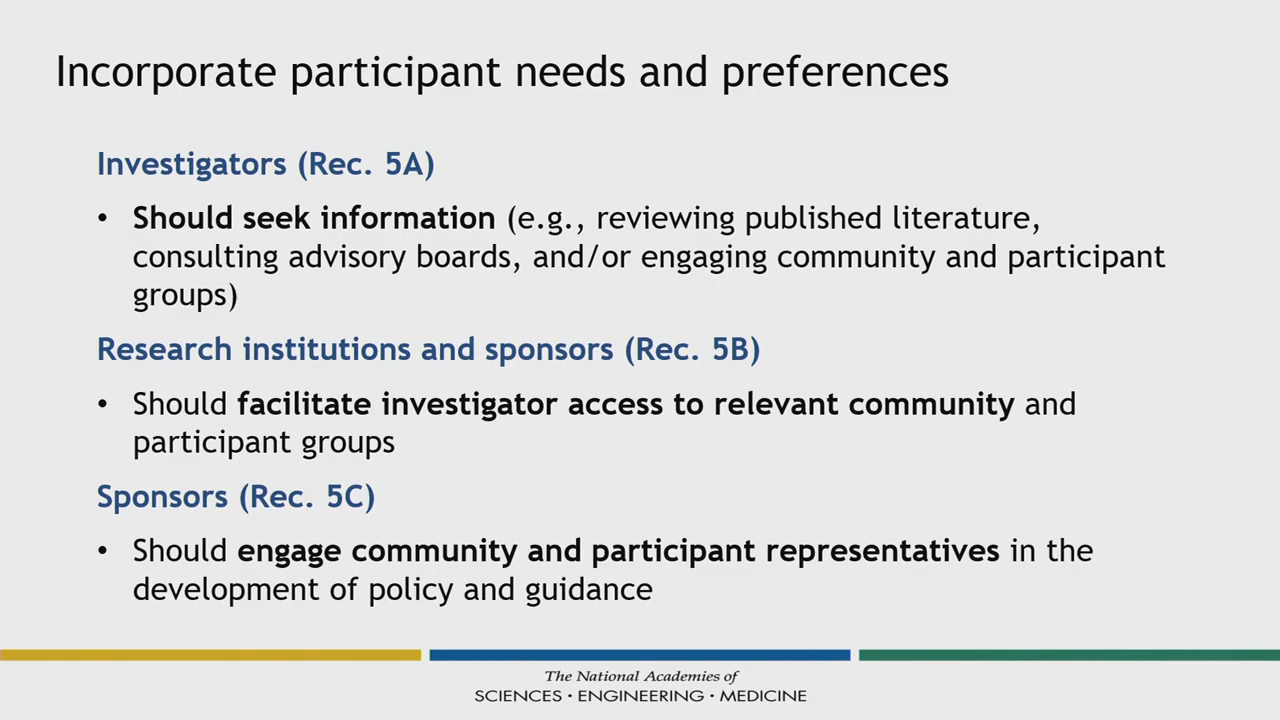 Incorporate participant needs and preferences
Investigators (Rec. 5A)
• Should seek information (e.g., reviewing published literature,
consulting advisory boards, and/or engaging community and participant
groups)
Research institutions and sponsors (Rec. 5B)
• Should facilitate investigator access to relevant community and
participant groups
Sponsors (Rec. 5C)
• Should engage community and participant representatives in the
development of policy and guidance
The National Academies of
SCIENCES · ENGINEERING · MEDICINE